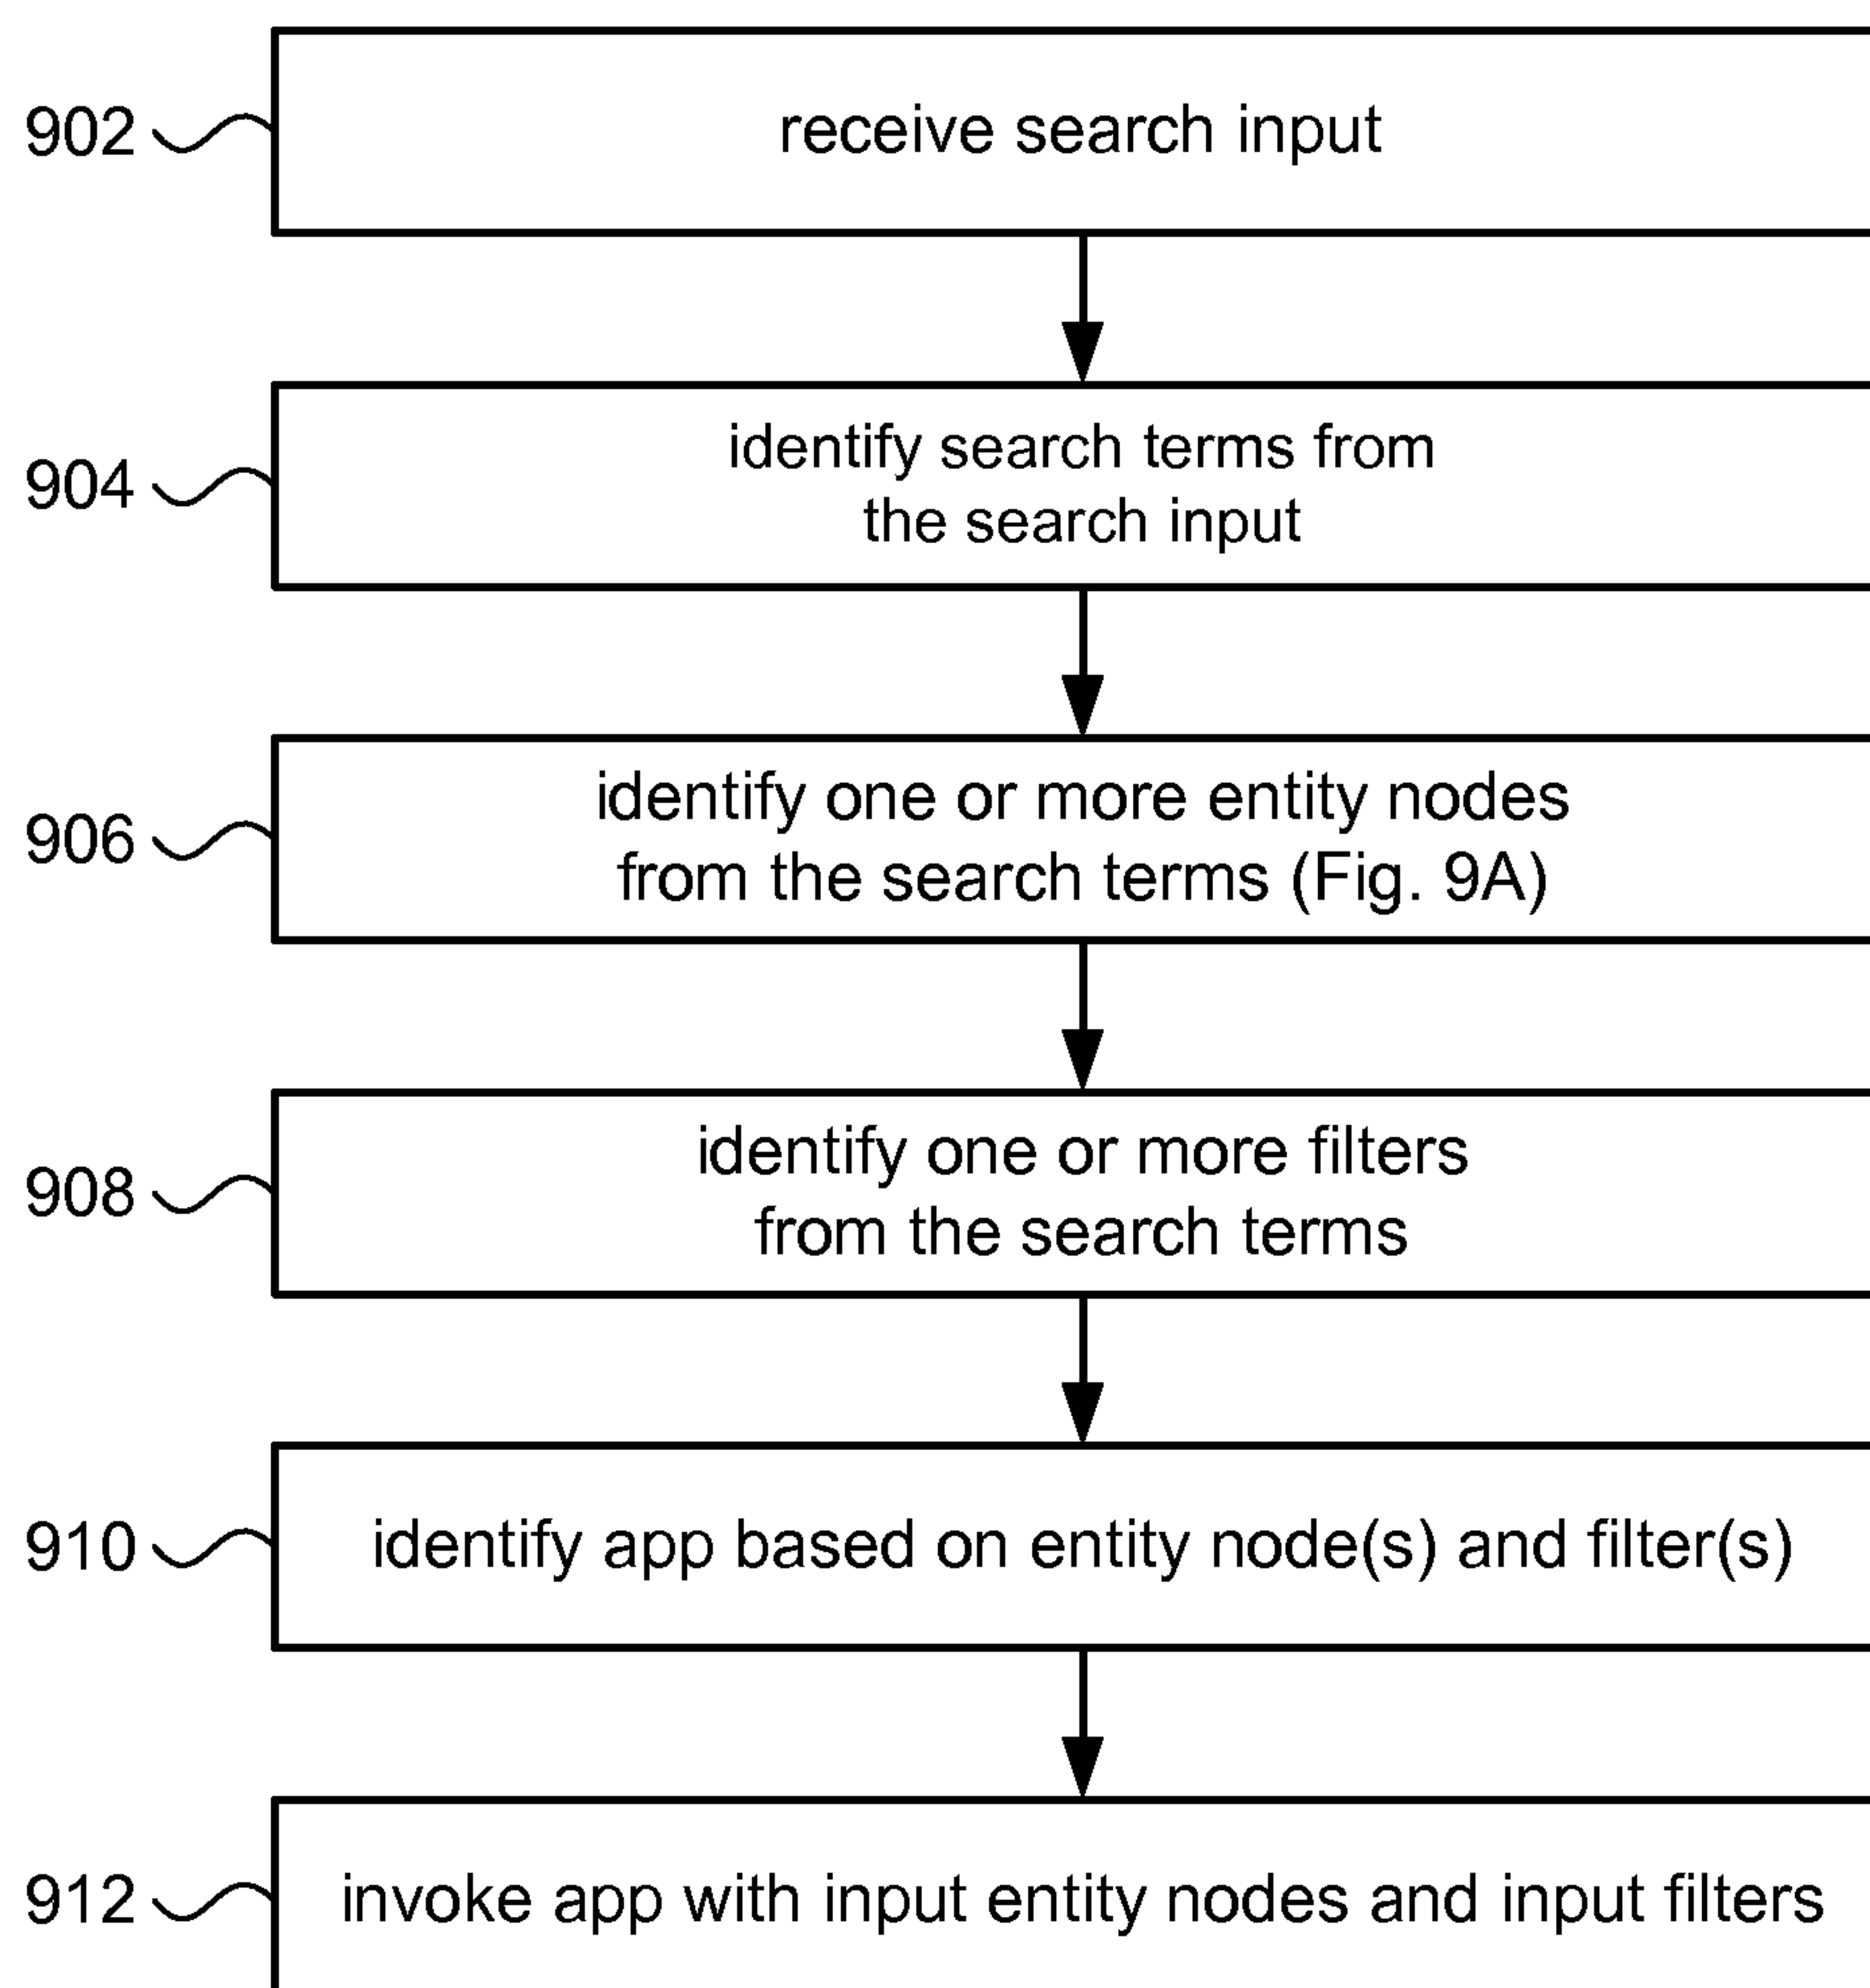 902
receive search input
904
identify search terms from
the search input
906
identify one or more entity nodes
from the search terms (Fig. 9A)
908
identify one or more filters
from the search terms
910
identify app based on entity node(s) and filter(s)
912
invoke app with input entity nodes and input filters